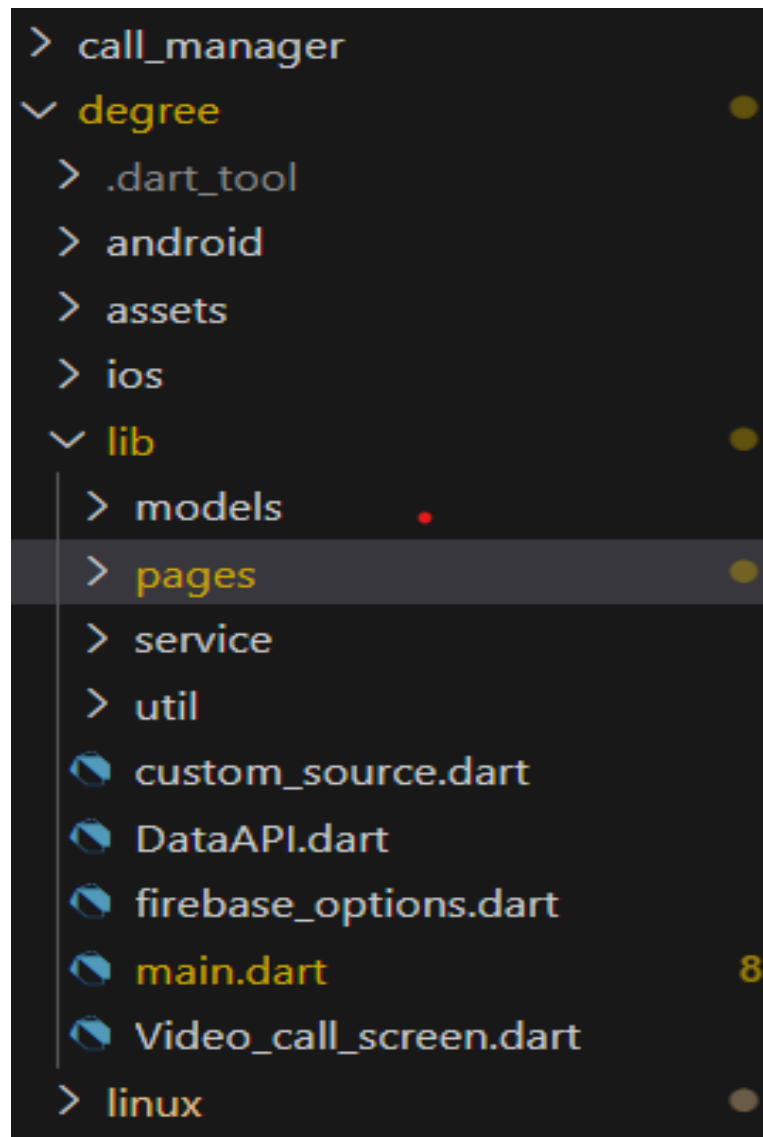 call_manager
degree
.dart_tool
android
assets
ios
lib
models
pages
service
util
custom_source.dart
DataAPI.dart
firebase_options.dart
main.dart 8
Video_call_screen.dart
linux